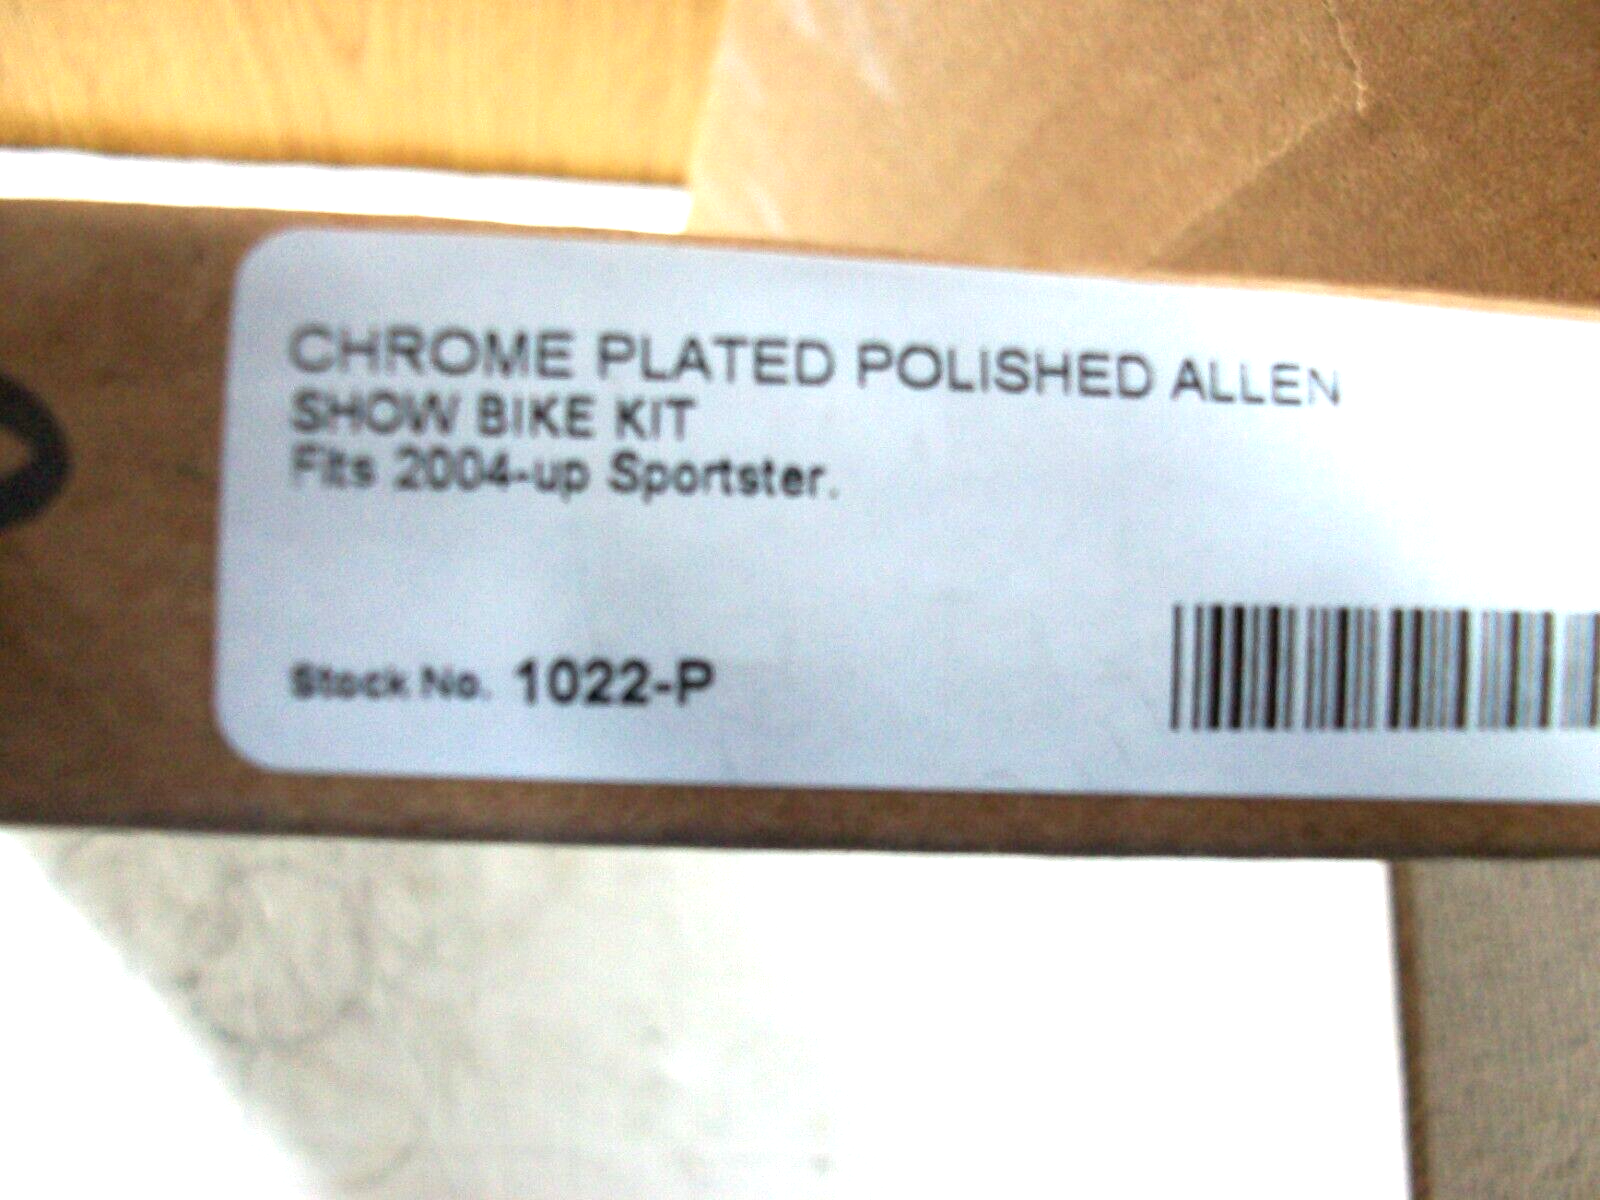 CHROME PLATED POLISHED ALLEN
SHOW BIKE KIT
Fits 2004-up Sportster.
Stock No. 1022-P